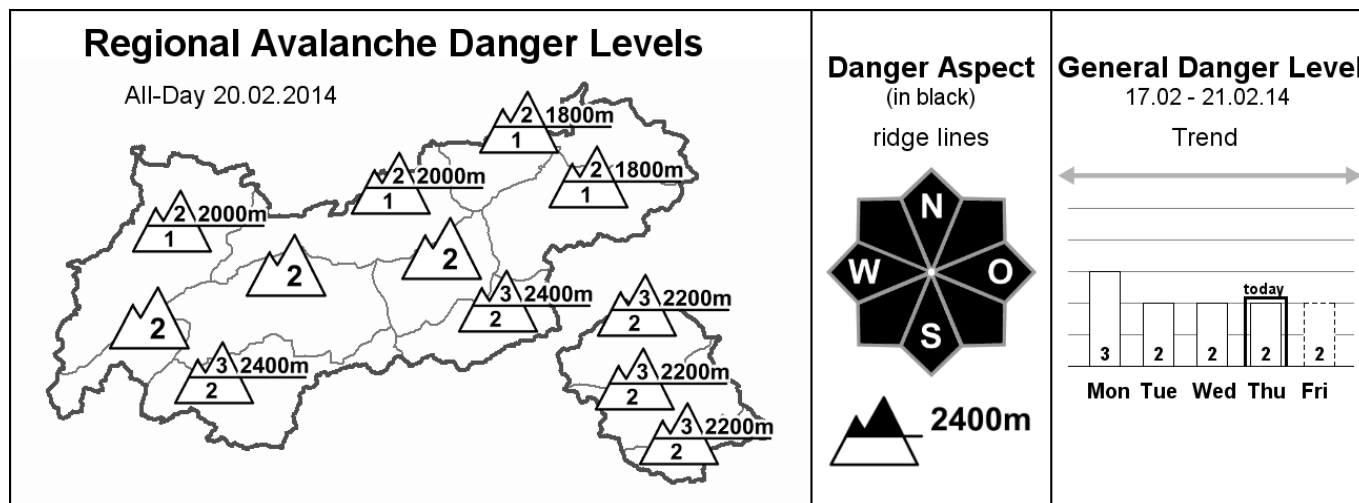 Regional Avalanche Danger Levels
All-Day 20.02.2014
2 1800m
1
2 1800m
1
2 2000m
1
2 2000m
1
2
2
2
3 2400m
2
3 2200m
2
3 2400m
2
3 2200m
2
3 2200m
2
Danger Aspect
(in black)
ridge lines
N
W O
S
2400m
General Danger Level
17.02 - 21.02.14
Trend
today
3 2 2 2 2
Mon Tue Wed Thu Fri